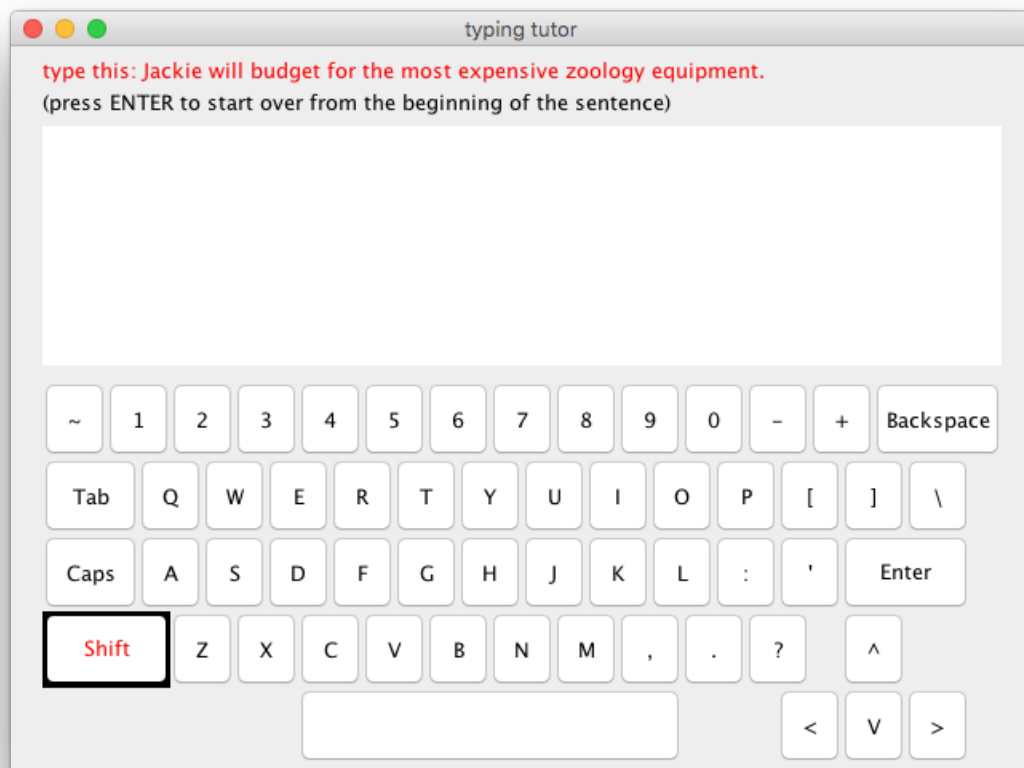 typing tutor
type this: Jackie will budget for the most expensive zoology equipment.
(press ENTER to start over from the beginning of the sentence)
~ 1 2 3 4 5 6 7 8 9 0 - + Backspace
Tab Q W E R T Y U I O P [ ] \
Caps A S D F G H J K L : ' Enter
Shift Z X C V B N M , . ? ^
< V >